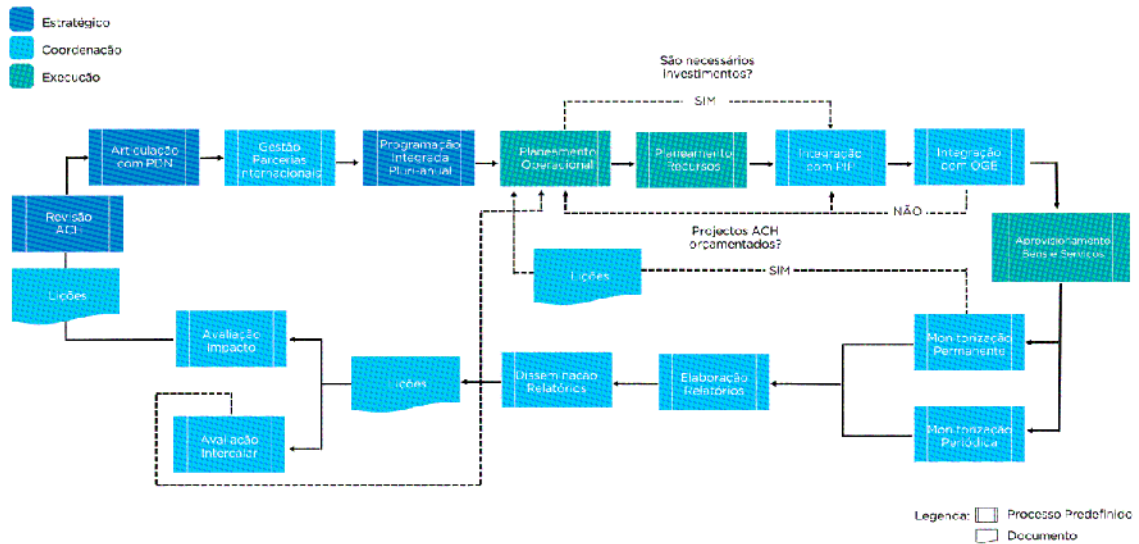 Estratégico
Coordenação
Execução
São necessários
investimentos?
SIM
Articulação
com PDN
Gestão
Parcerias
Internacionais
Programação
Integrada
Pluri-anual
Planeamento
Operacional
Planeamento
Recursos
Integração
com PIP
Integração
com OGE
NÃO
Revisão
ACH
Projectos ACH
orçamentados?
Aprovisionamento
Bens e Serviços
Lições
Lições
SIM
Avaliação
Impacto
Monitorização
Permanente
Lições
Disseminação
Relatórios
Elaboração
Relatórios
Avaliação
Intercalar
Monitorização
Periódica
Legenda:
Processo Predefinido
Documento